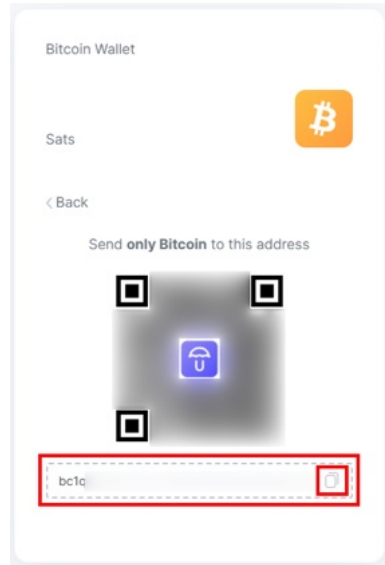 Bitcoin Wallet
Sats
< Back
Send only Bitcoin to this address
bc1q